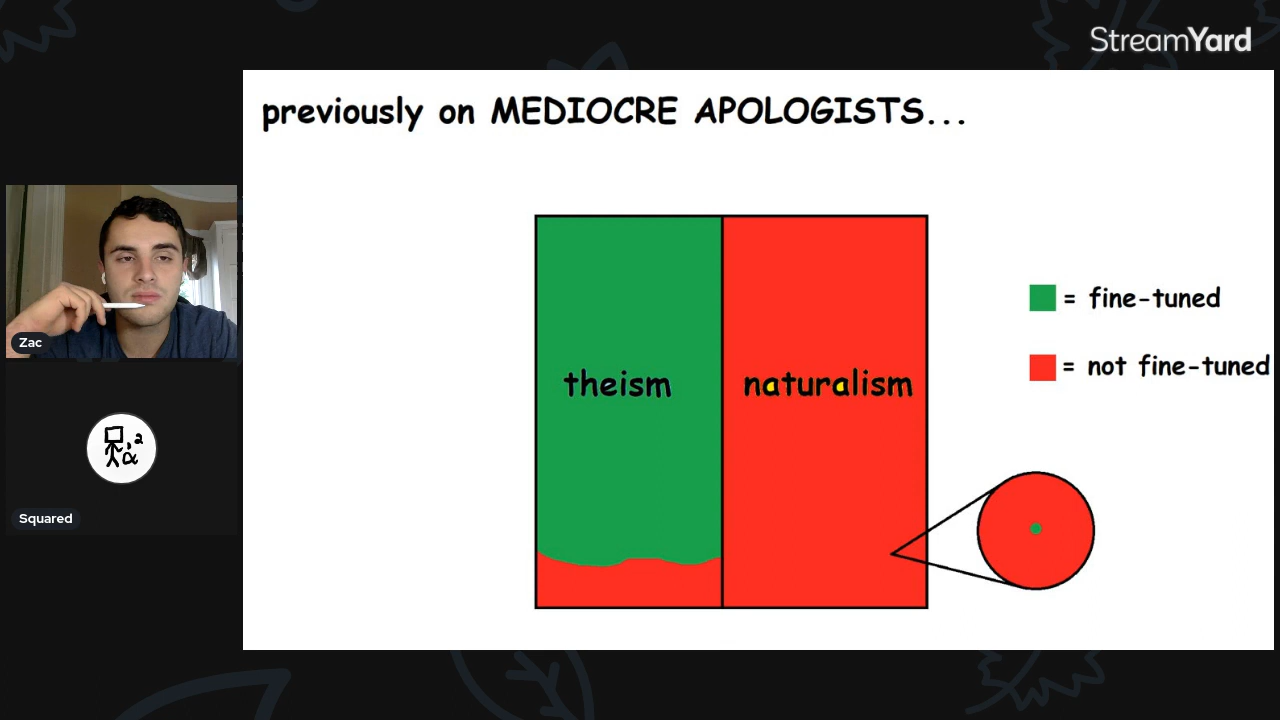 StreamYard
previously on MEDIOCRE APOLOGISTS...
= fine-tuned
theism
naturalism
= not fine-tuned
Zac
Squared